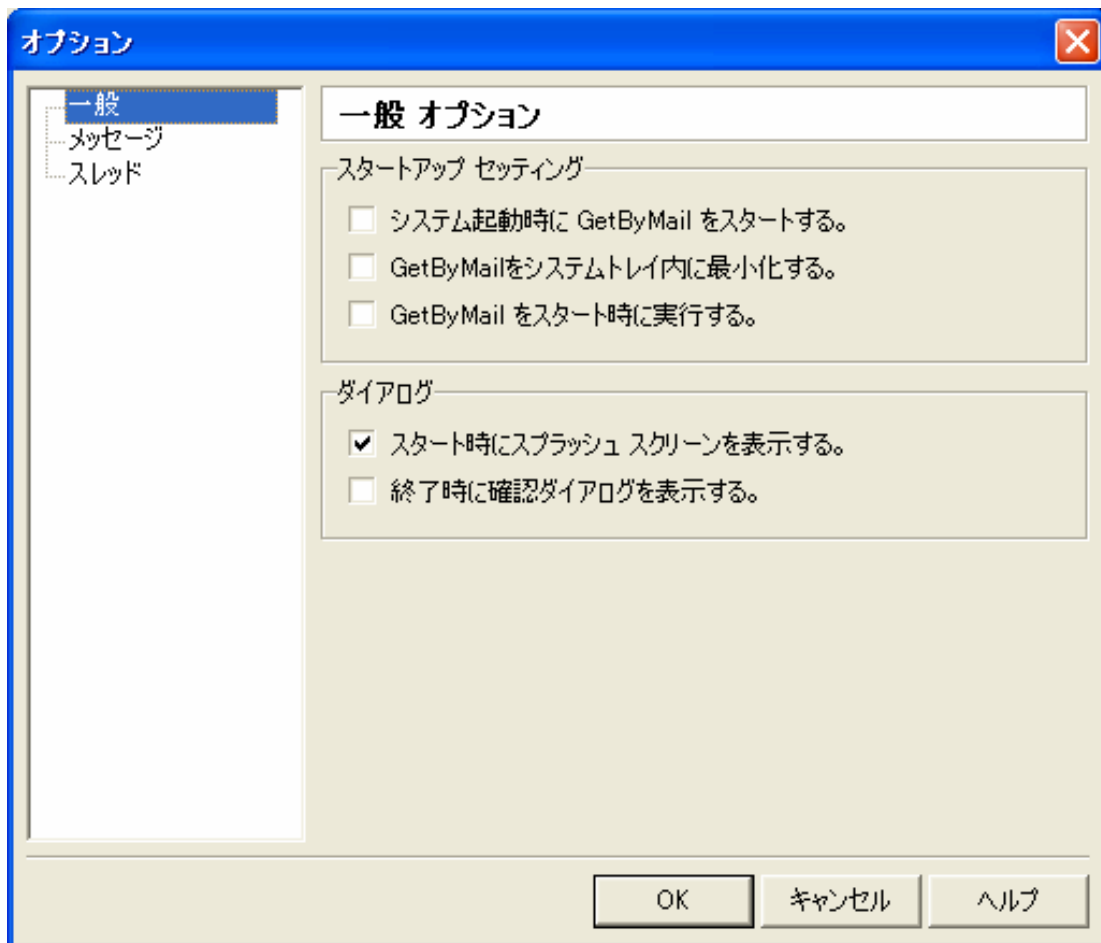 オプション
一般
メッセージ
スレッド
一般 オプション
スタートアップ セッティング
システム起動時に GetByMail をスタートする。
GetByMailをシステムトレイ内に最小化する。
GetByMail をスタート時に実行する。
ダイアログ
スタート時にスプラッシュ スクリーンを表示する。
終了時に確認ダイアログを表示する。
OK
キャンセル
ヘルプ